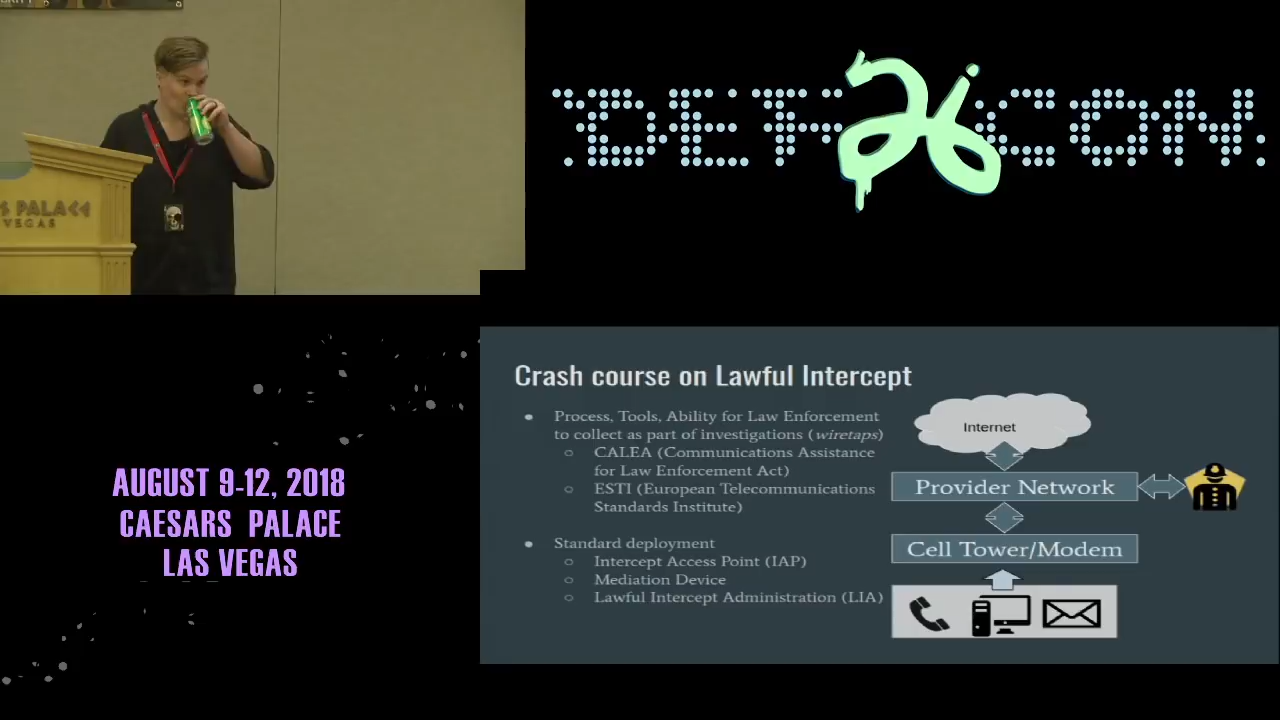 S PALACE
VEGAS
DEF CON
26
AUGUST 9-12, 2018
CAESARS PALACE
LAS VEGAS
Crash course on Lawful Intercept
● Process, Tools, Ability for Law Enforcement
to collect as part of investigations (wiretaps)
○ CALEA (Communications Assistance
for Law Enforcement Act)
○ ESTI (European Telecommunications
Standards Institute)
● Standard deployment
○ Intercept Access Point (IAP)
○ Mediation Device
○ Lawful Intercept Administration (LIA)
Internet
Provider Network
Cell Tower/Modem